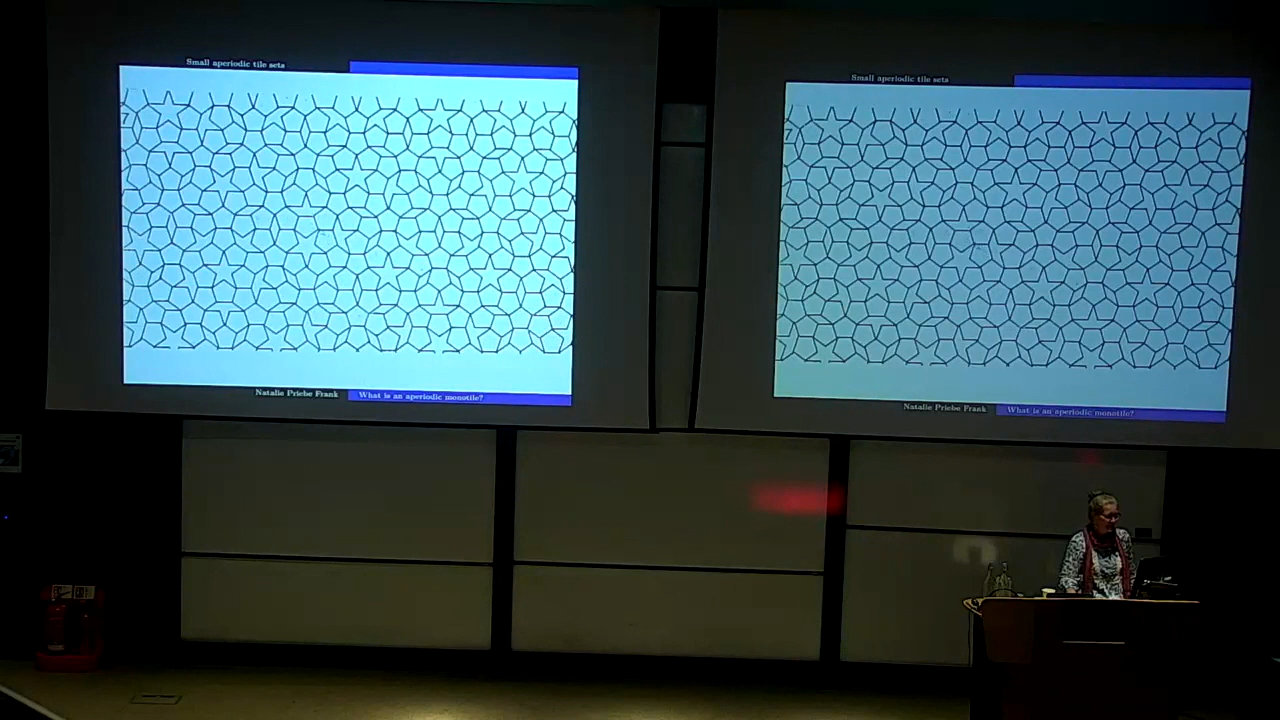 Small aperiodic tile sets
Natalie Priebe Frank
What is an aperiodic monotile?
Small aperiodic tile sets
Natalie Priebe Frank
What is an aperiodic monotile?